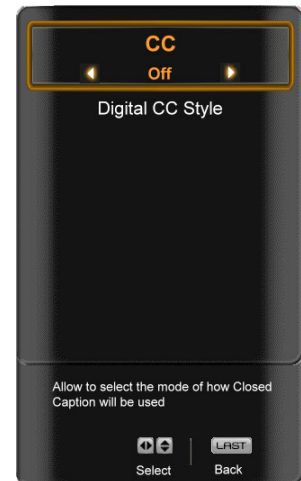 CC
Off
Digital CC Style
Allow to select the mode of how Closed
Caption will be used
LAST
Select Back